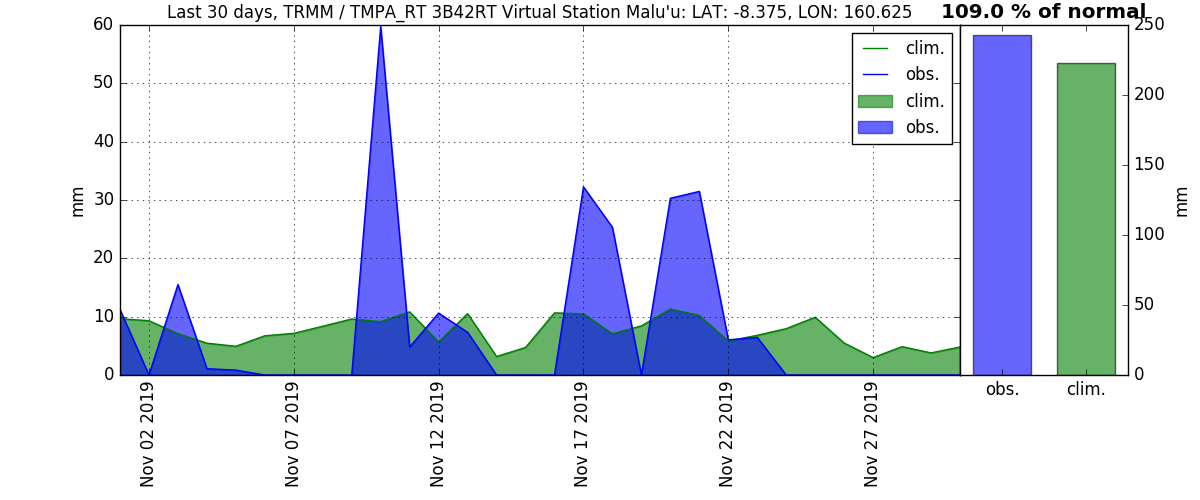 Last 30 days, TRMM / TMPA_RT 3B42RT Virtual Station Malu'u: LAT: -8.375, LON: 160.625
109.0 % of normal
60
50
40
30
20
10
0
mm
clim.
obs.
clim.
obs.
250
200
150
100
50
0
mm
obs.
clim.
Nov 02 2019
Nov 07 2019
Nov 12 2019
Nov 17 2019
Nov 22 2019
Nov 27 2019